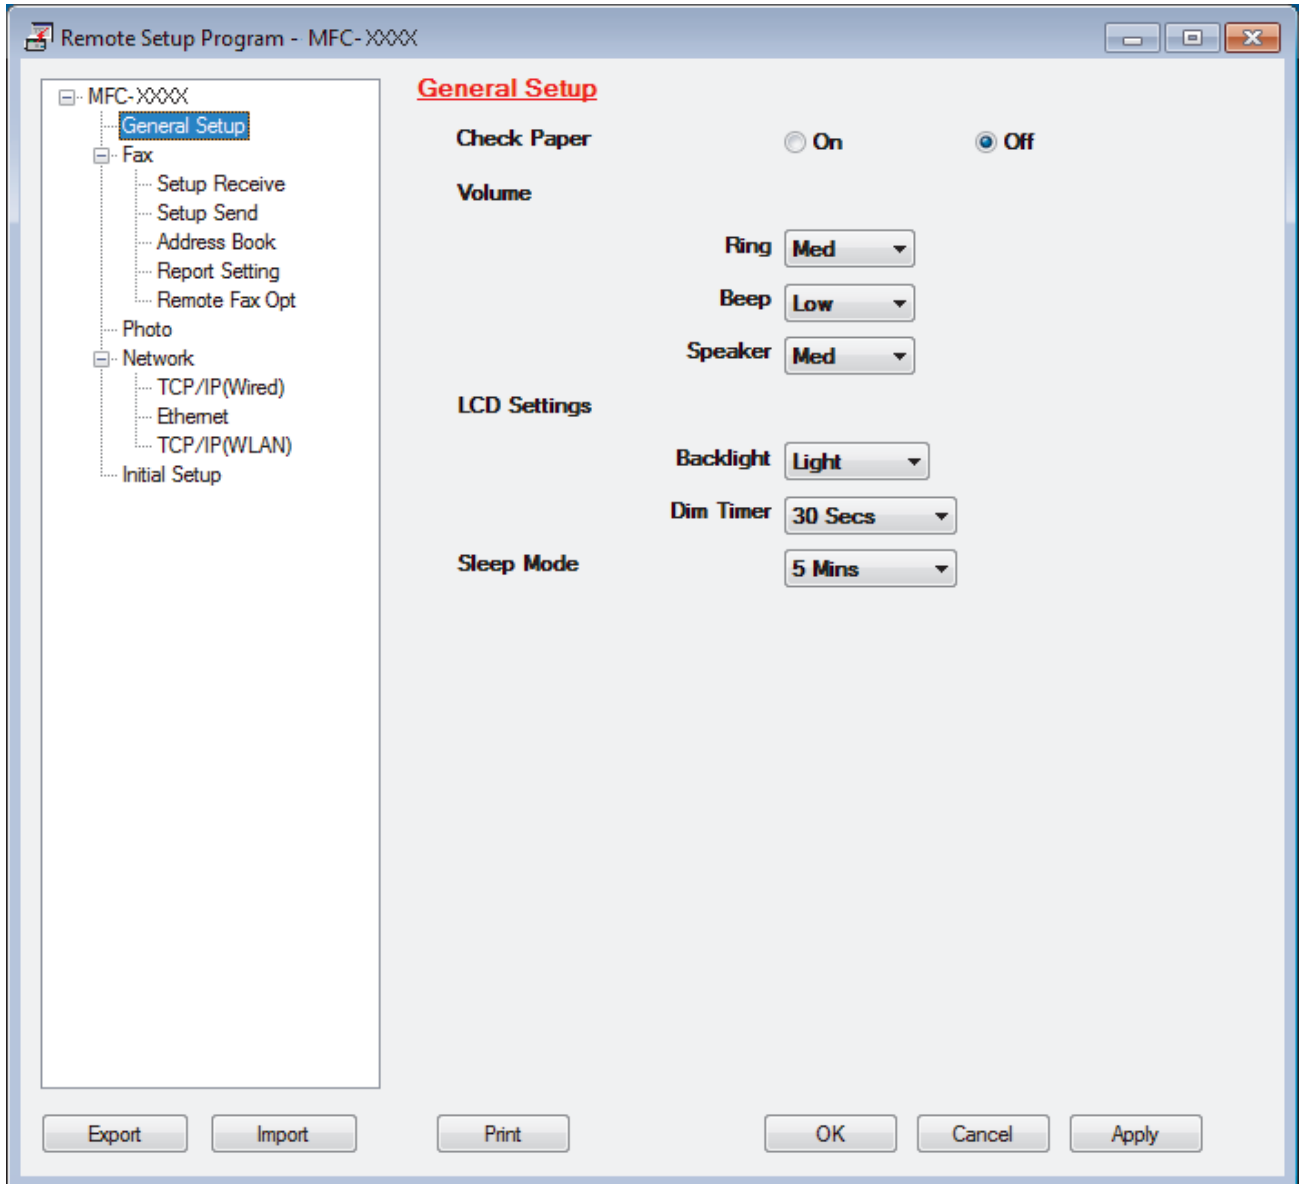 Remote Setup Program - MFC-XXXX
MFC-XXXX
General Setup
Fax
Setup Receive
Setup Send
Address Book
Report Setting
Remote Fax Opt
Photo
Network
TCP/IP(Wired)
Ethernet
TCP/IP(WLAN)
Initial Setup
General Setup
Check Paper On Off
Volume
Ring Med
Beep Low
Speaker Med
LCD Settings
Backlight Light
Dim Timer 30 Secs
Sleep Mode 5 Mins
Export Import Print OK Cancel Apply